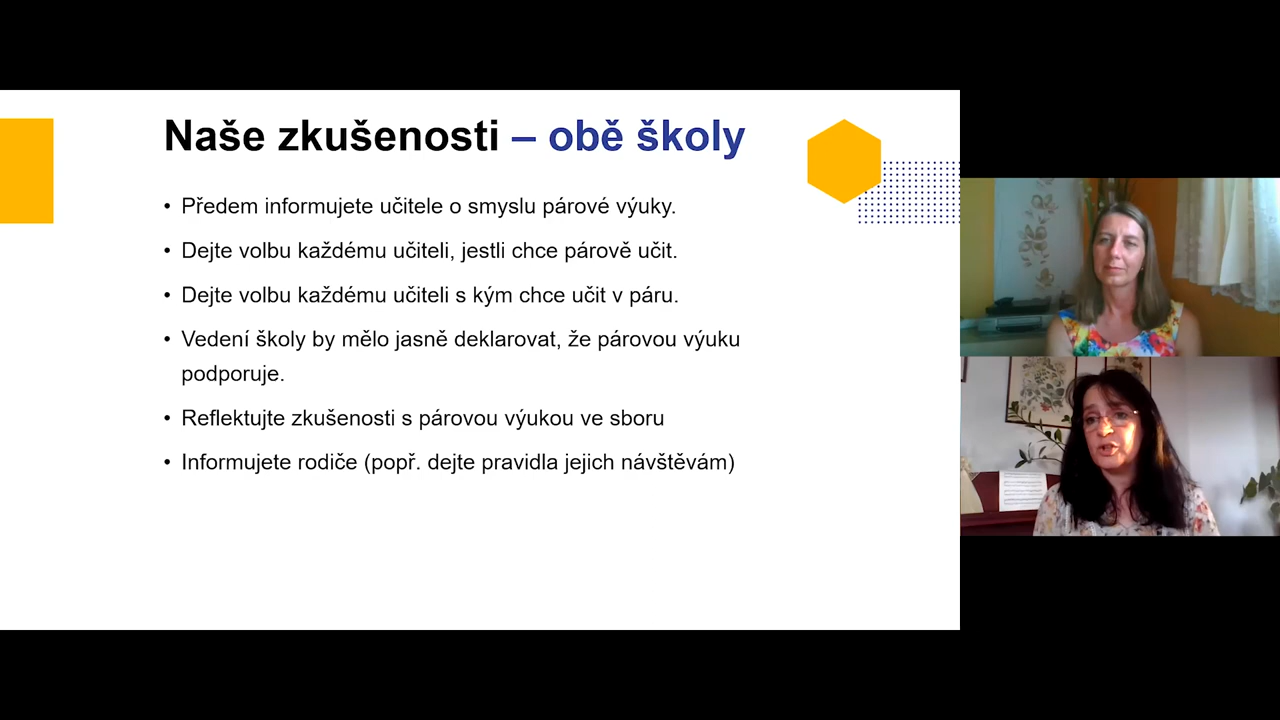 Naše zkušenosti – obě školy
• Předem informujete učitele o smyslu párové výuky.
• Dejte volbu každému učiteli, jestli chce párově učit.
• Dejte volbu každému učiteli s kým chce učit v páru.
• Vedení školy by mělo jasně deklarovat, že párovou výuku
podporuje.
• Reflektujte zkušenosti s párovou výukou ve sboru
• Informujete rodiče (popř. dejte pravidla jejich návštěvám)